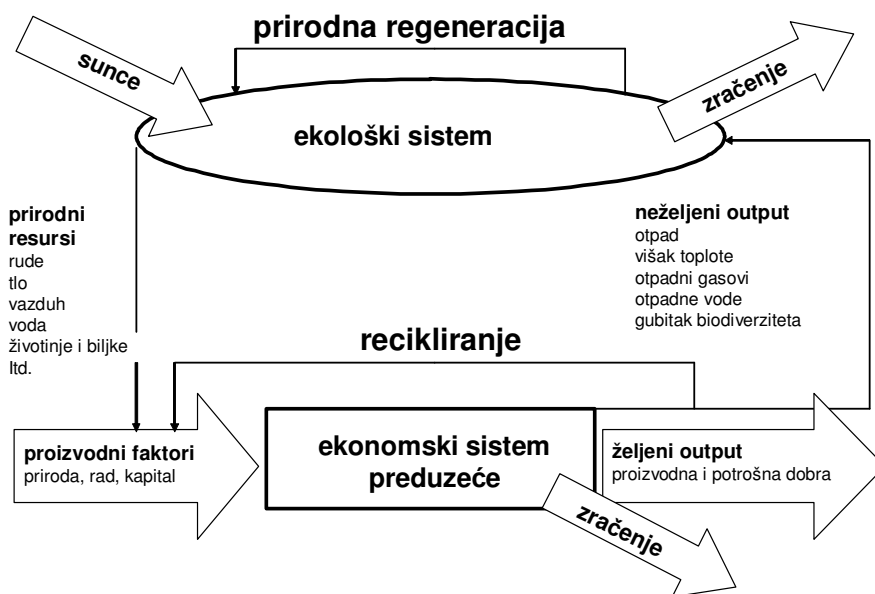 prirodna regeneracija
sunce
zračenje
ekološki sistem
prirodni
resursi
rude
tlo
vazduh
voda
životinje i biljke
Itd.
neželjeni output
otpad
višak toplote
otpadni gasovi
otpadne vode
gubitak biodiverziteta
recikliranje
proizvodni faktori
priroda, rad, kapital
ekonomski sistem
preduzeće
željeni output
proizvodna i potrošna dobra
zračenje